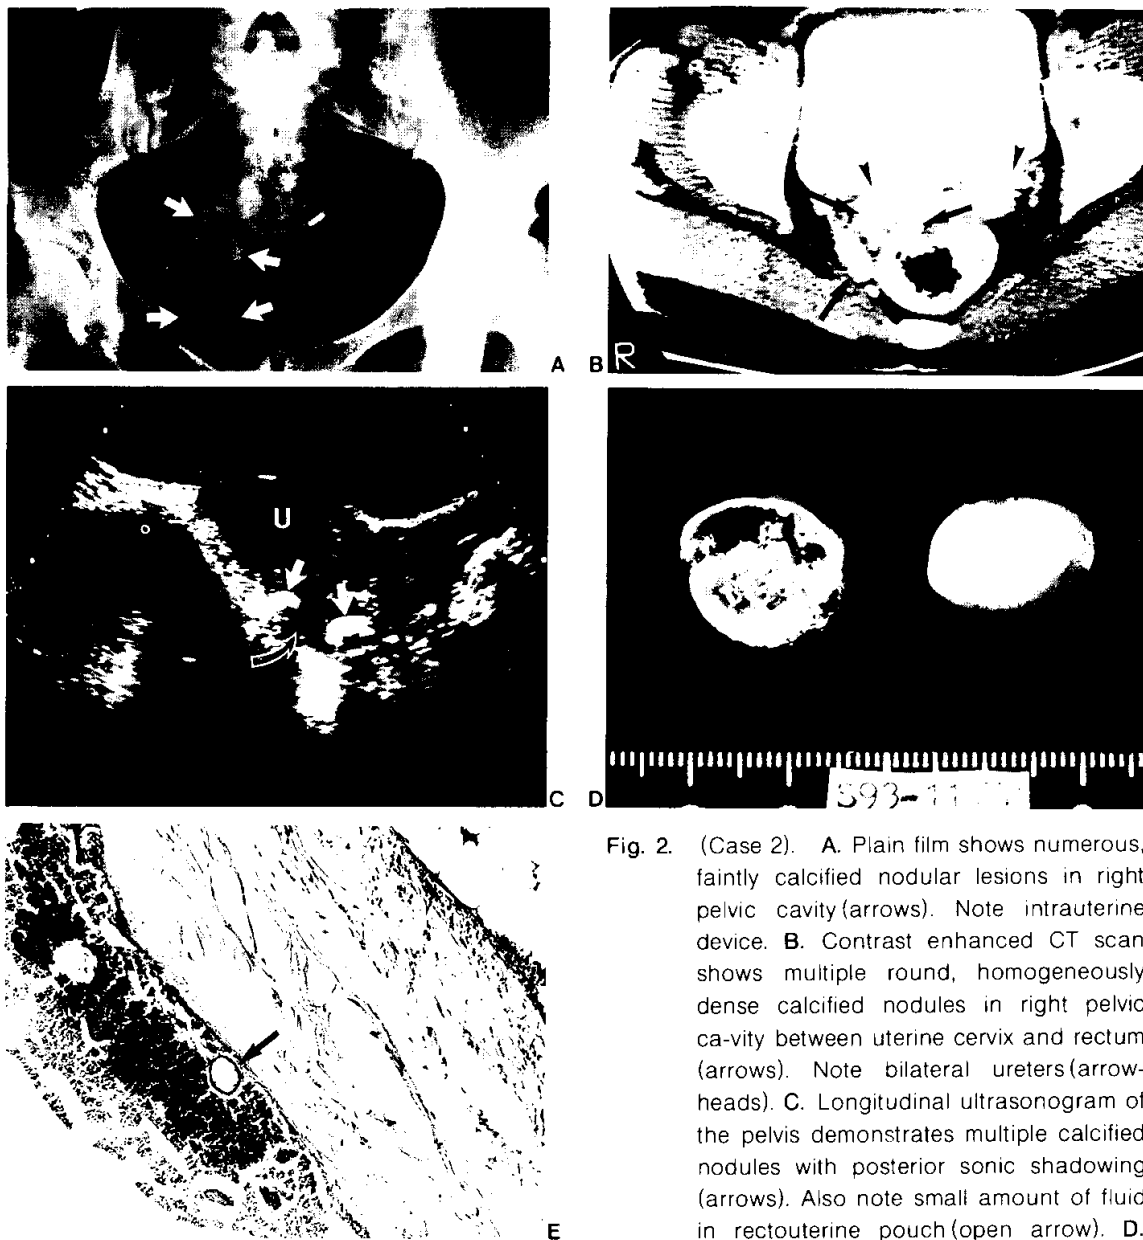 A
B
R
U
C
D
S93-11
E
Fig. 2. (Case 2). A. Plain film shows numerous,
faintly calcified nodular lesions in right
pelvic cavity(arrows). Note intrauterine
device. B. Contrast enhanced CT scan
shows multiple round, homogeneously
dense calcified nodules in right pelvic
ca-vity between uterine cervix and rectum
(arrows). Note bilateral ureters(arrow-
heads). C. Longitudinal ultrasonogram of
the pelvis demonstrates multiple calcified
nodules with posterior sonic shadowing
(arrows). Also note small amount of fluid
in rectouterine pouch(open arrow). D.